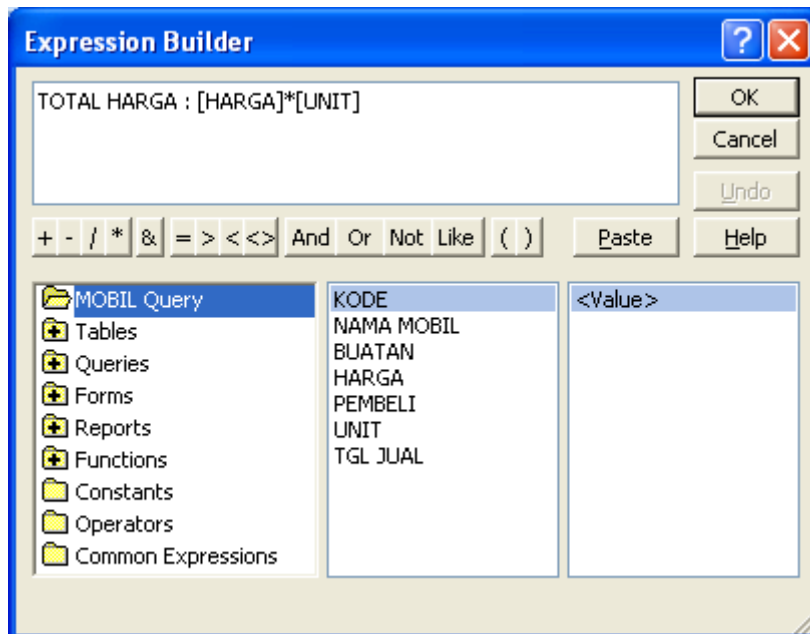 Expression Builder
?
TOTAL HARGA : [HARGA]*[UNIT]
OK
Cancel
Undo
+ - / * & = > < <> And Or Not Like ( ) Paste Help
MOBIL Query
Tables
Queries
Forms
Reports
Functions
Constants
Operators
Common Expressions
KODE
NAMA MOBIL
BUATAN
HARGA
PEMBELI
UNIT
TGL JUAL
<Value>